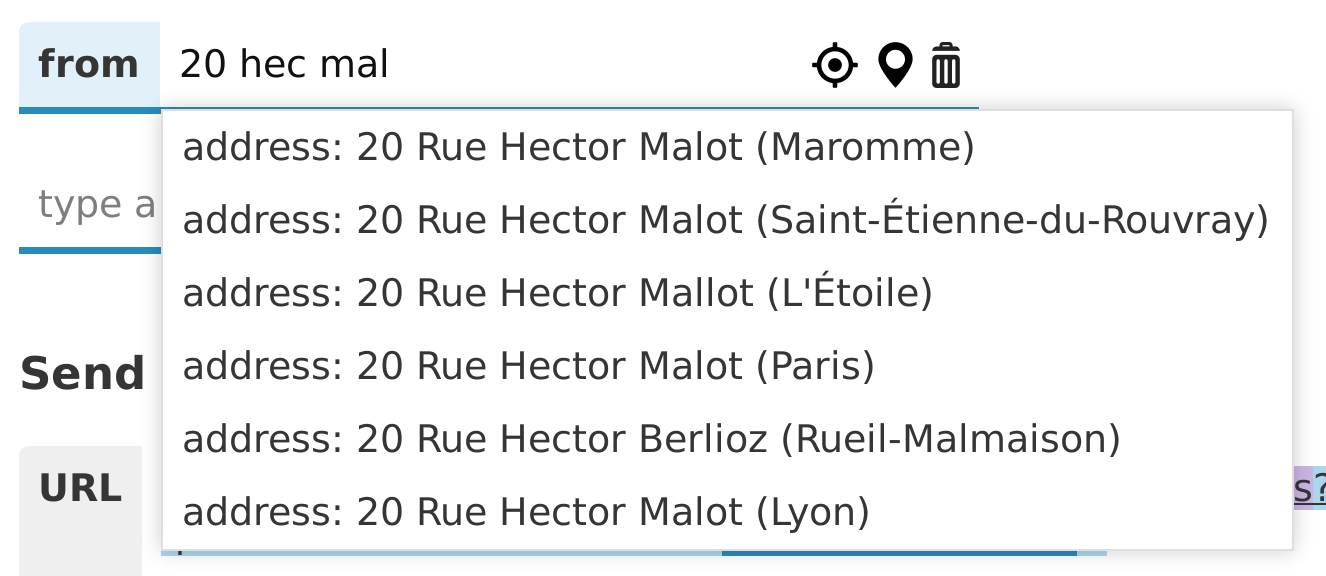 from 20 hec mal
address: 20 Rue Hector Malot (Maromme)
address: 20 Rue Hector Malot (Saint-Étienne-du-Rouvray)
type a
address: 20 Rue Hector Mallot (L'Étoile)
address: 20 Rue Hector Malot (Paris)
Send
address: 20 Rue Hector Berlioz (Rueil-Malmaison)
URL
s?
address: 20 Rue Hector Malot (Lyon)